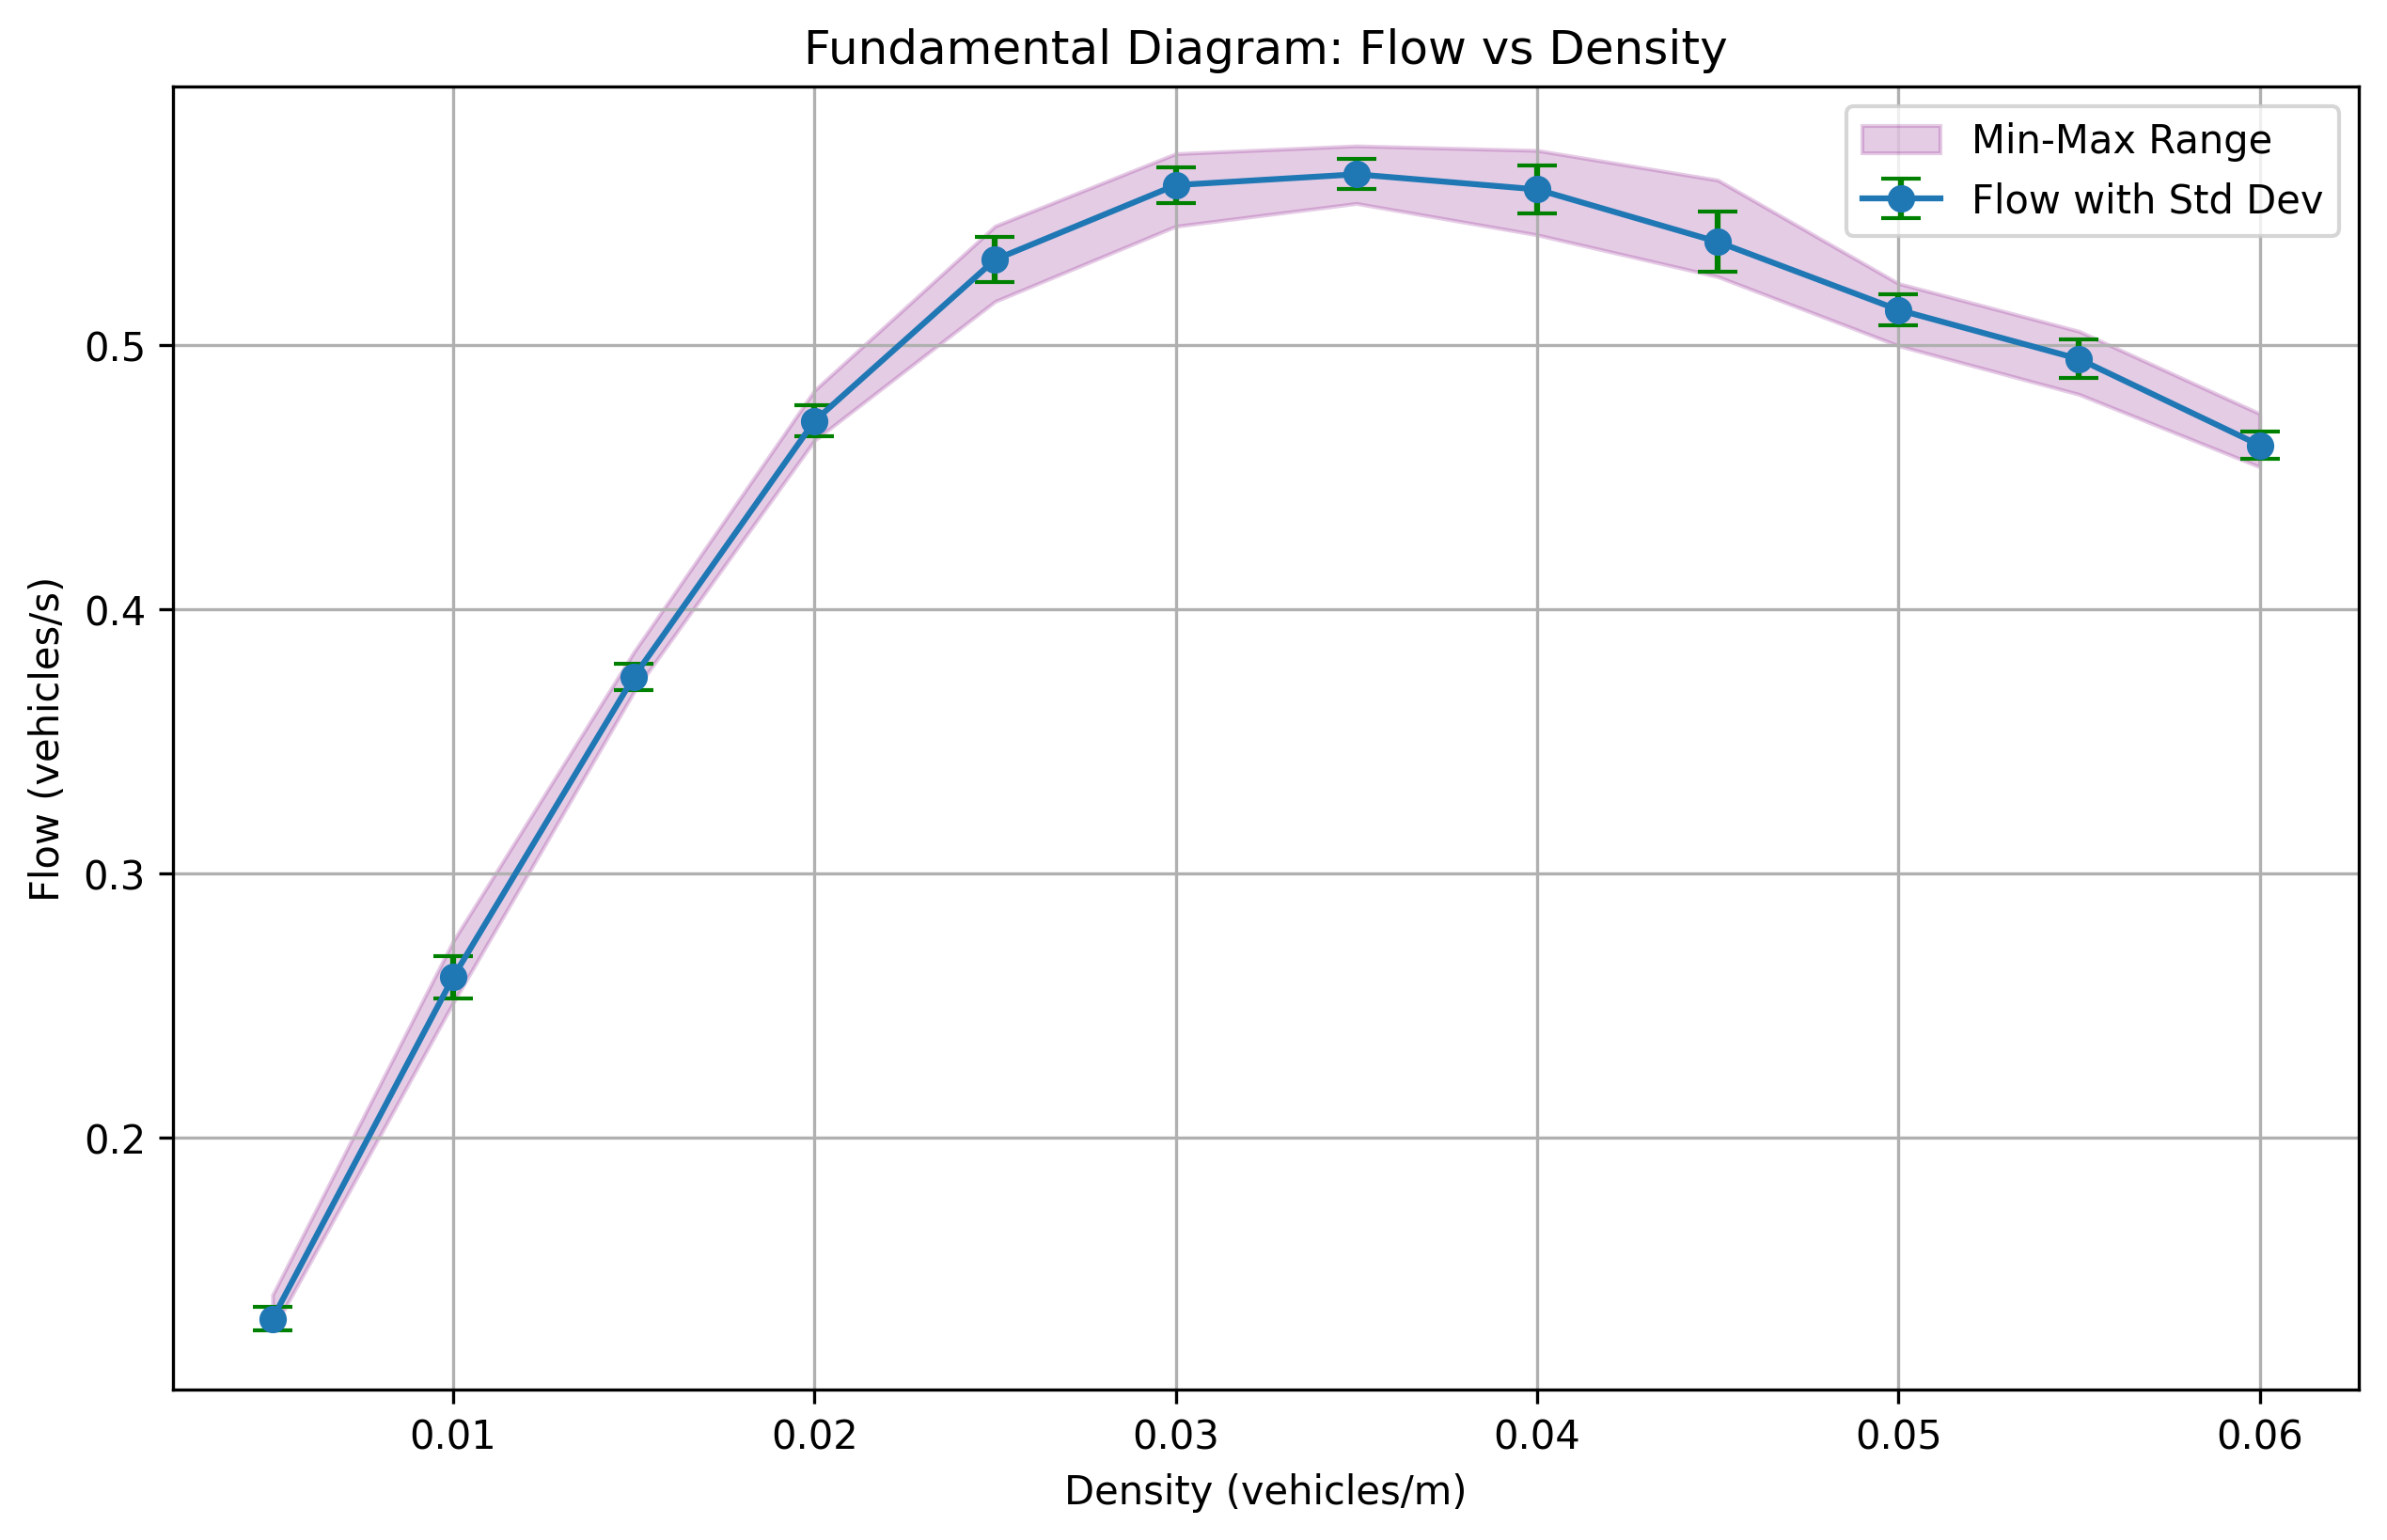 Fundamental Diagram: Flow vs Density
Min-Max Range
Flow with Std Dev
Flow (vehicles/s)
0.5
0.4
0.3
0.2
0.01 0.02 0.03 0.04 0.05 0.06
Density (vehicles/m)